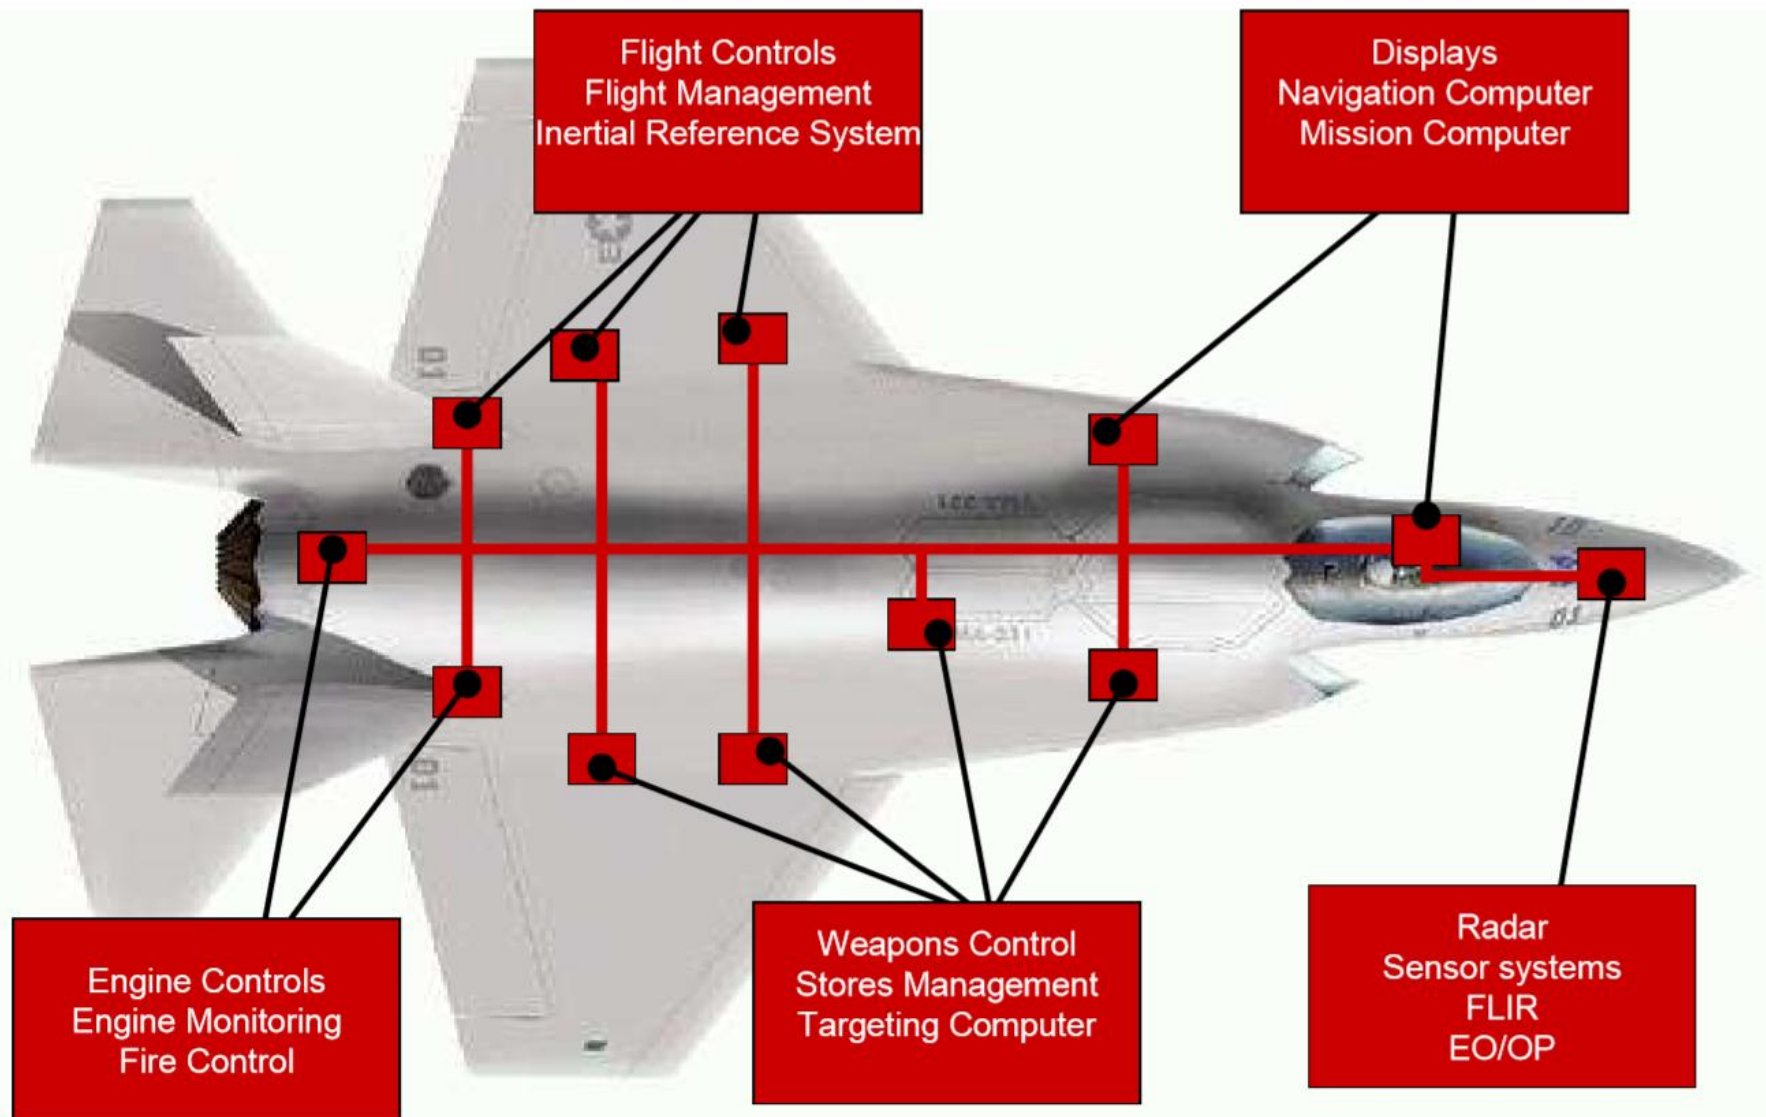 Flight Controls
Flight Management
Inertial Reference System
Displays
Navigation Computer
Mission Computer
Engine Controls
Engine Monitoring
Fire Control
Weapons Control
Stores Management
Targeting Computer
Radar
Sensor systems
FLIR
EO/OP